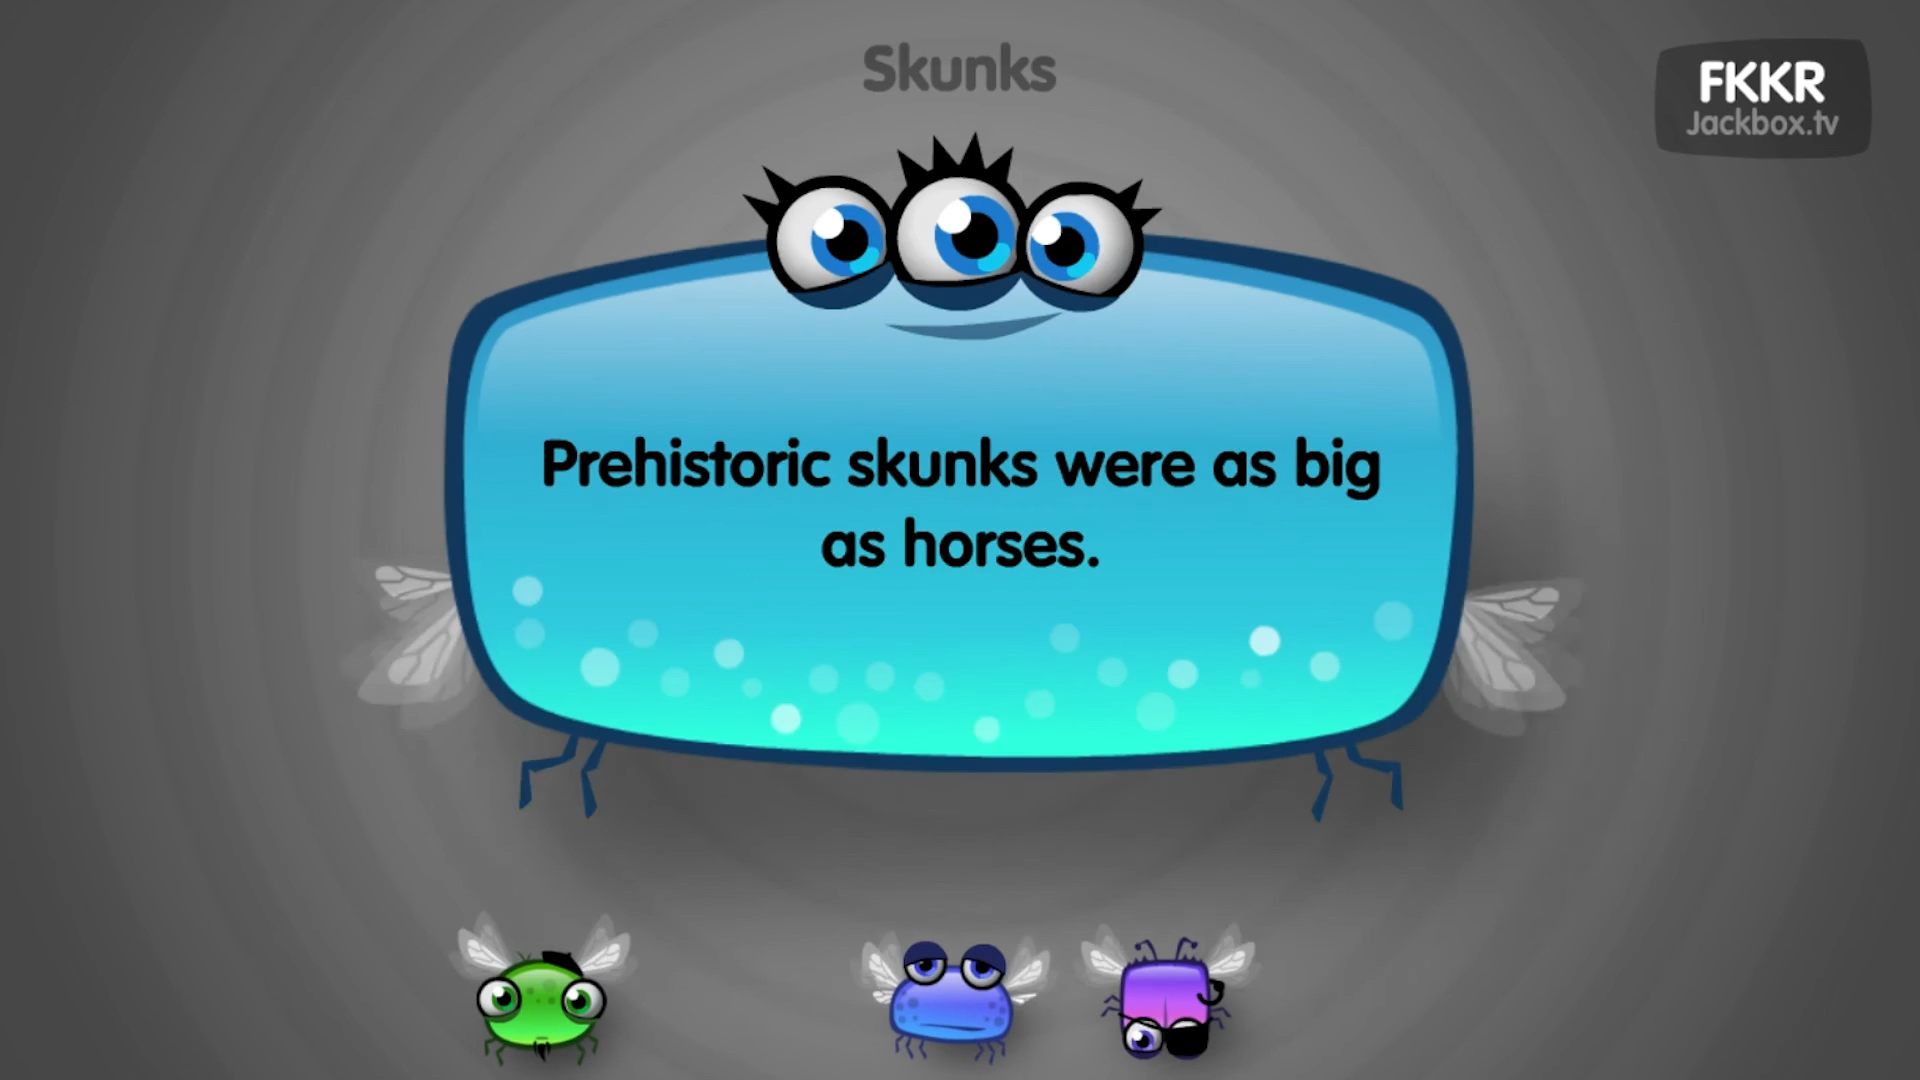 Skunks
FKKR
Jackbox.tv
Prehistoric skunks were as big
as horses.